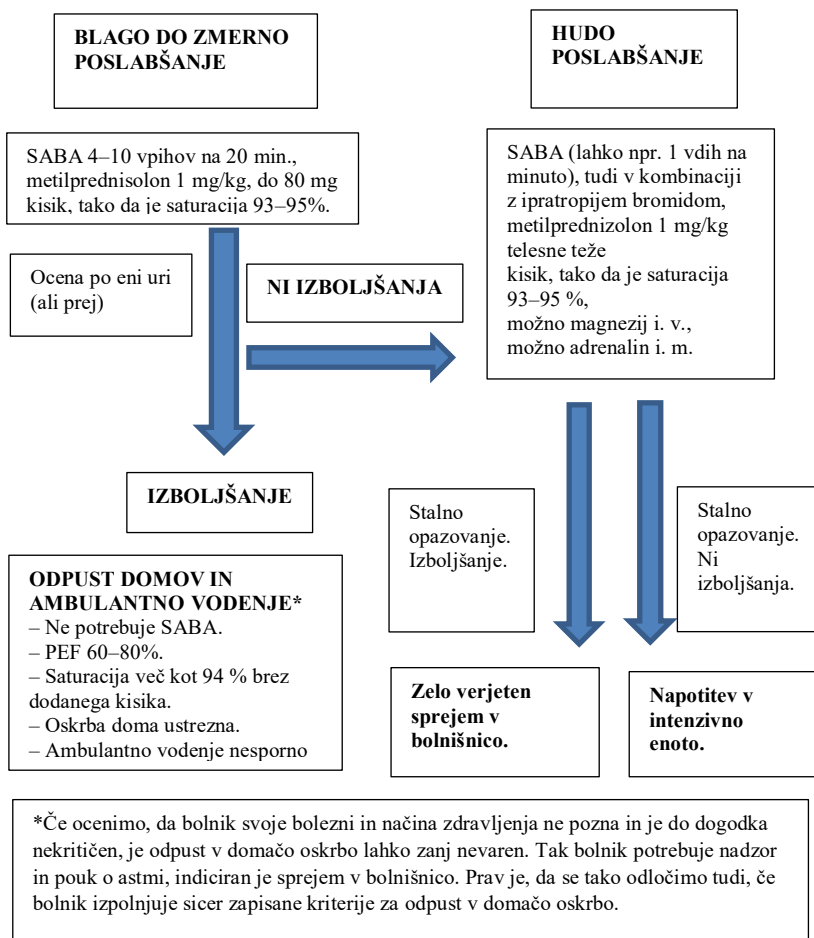 BLAGO DO ZMERNO
POSLABŠANJE
HUDO
POSLABŠANJE
SABA 4–10 vpihov na 20 min.,
metilprednisolon 1 mg/kg, do 80 mg
kisik, tako da je saturacija 93–95%.
SABA (lahko npr. 1 vdih na
minuto), tudi v kombinaciji
z ipratropijem bromidom,
metilprednizolon 1 mg/kg
telesne teže
kisik, tako da je saturacija
93–95 %,
možno magnezij i. v.,
možno adrenalin i. m.
Ocena po eni uri
(ali prej)
NI IZBOLJŠANJA
IZBOLJŠANJE
Stalno
opazovanje.
Izboljšanje.
Stalno
opazovanje.
Ni
izboljšanja.
ODPUST DOMOV IN
AMBULANTNO VODENJE*
– Ne potrebuje SABA.
– PEF 60–80%.
– Saturacija več kot 94 % brez
dodanega kisika.
– Oskrba doma ustrezna.
– Ambulantno vodenje nesporno
Zelo verjeten
sprejem v
bolnišnico.
Napotitev v
intenzivno
enoto.
*Če ocenimo, da bolnik svoje bolezni in načina zdravljenja ne pozna in je do dogodka
nekritičen, je odpust v domačo oskrbo lahko zanj nevaren. Tak bolnik potrebuje nadzor
in pouk o astmi, indiciran je sprejem v bolnišnico. Prav je, da se tako odločimo tudi, če
bolnik izpolnjuje sicer zapisane kriterije za odpust v domačo oskrbo.